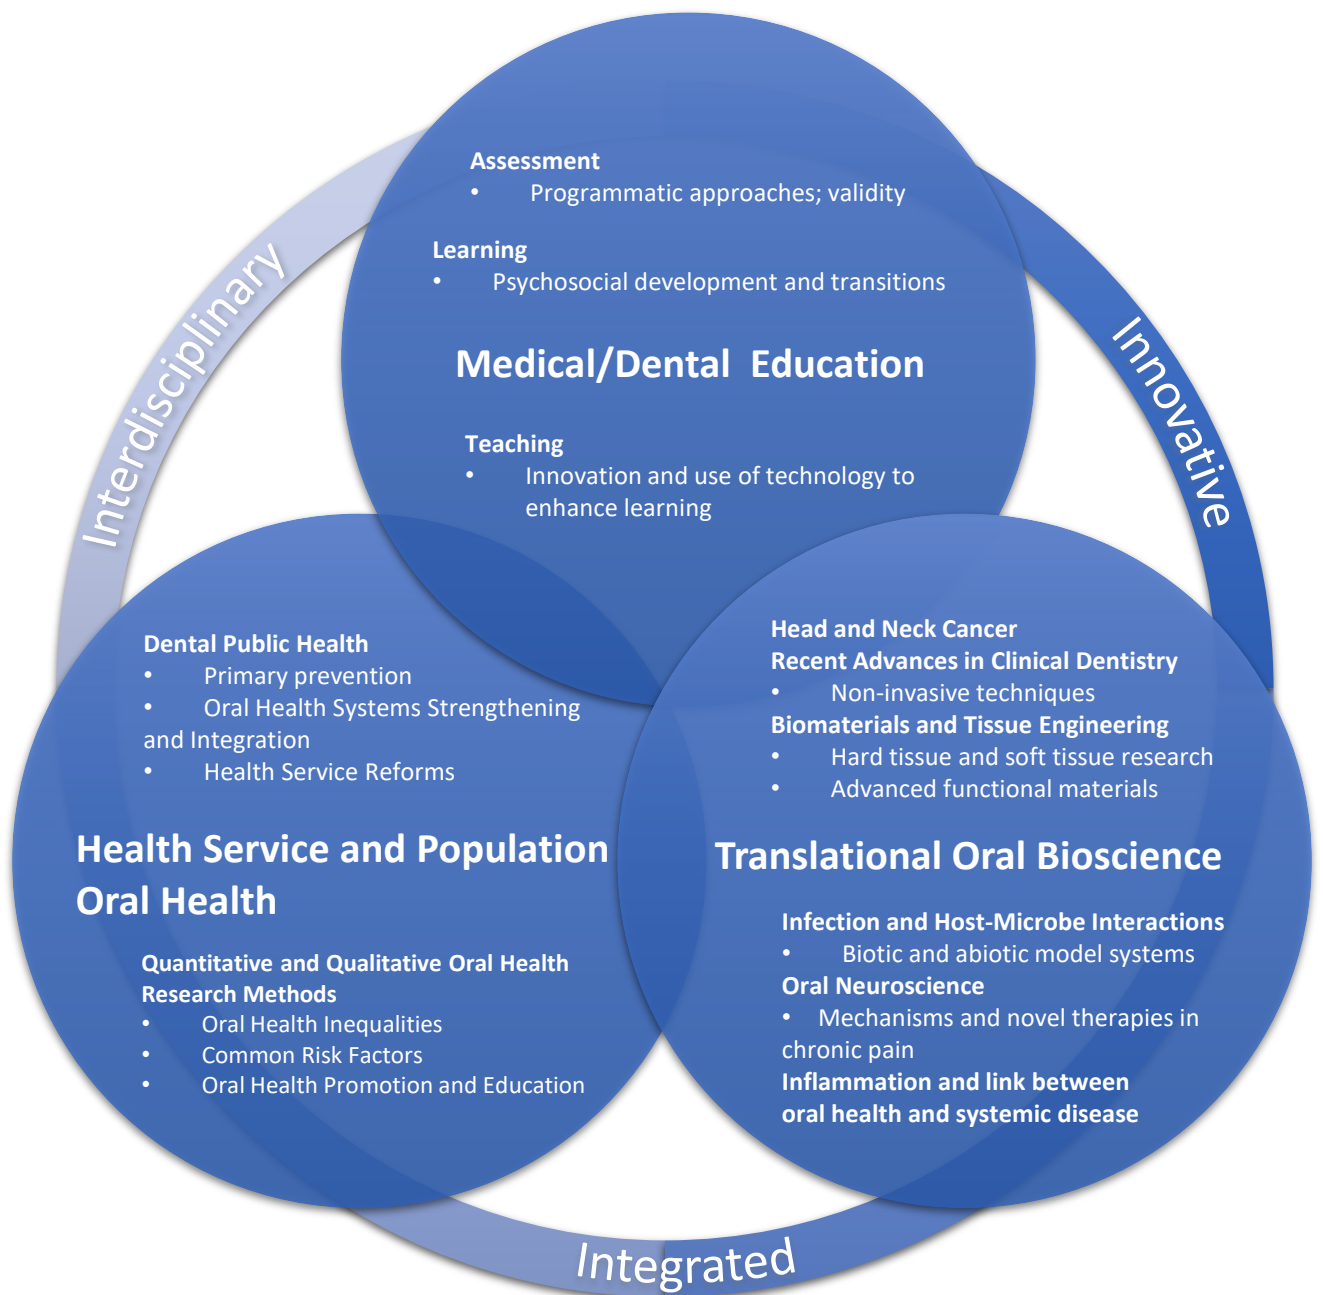 Assessment
• Programmatic approaches; validity
Learning
• Psychosocial development and transitions
Medical/Dental Education
Teaching
• Innovation and use of technology to
enhance learning
Interdisciplinary
Innovative
Dental Public Health
• Primary prevention
• Oral Health Systems Strengthening
and Integration
• Health Service Reforms
Health Service and Population
Oral Health
Quantitative and Qualitative Oral Health
Research Methods
• Oral Health Inequalities
• Common Risk Factors
• Oral Health Promotion and Education
Head and Neck Cancer
Recent Advances in Clinical Dentistry
• Non-invasive techniques
Biomaterials and Tissue Engineering
• Hard tissue and soft tissue research
• Advanced functional materials
Translational Oral Bioscience
Infection and Host-Microbe Interactions
• Biotic and abiotic model systems
Oral Neuroscience
• Mechanisms and novel therapies in
chronic pain
Inflammation and link between
oral health and systemic disease
Integrated